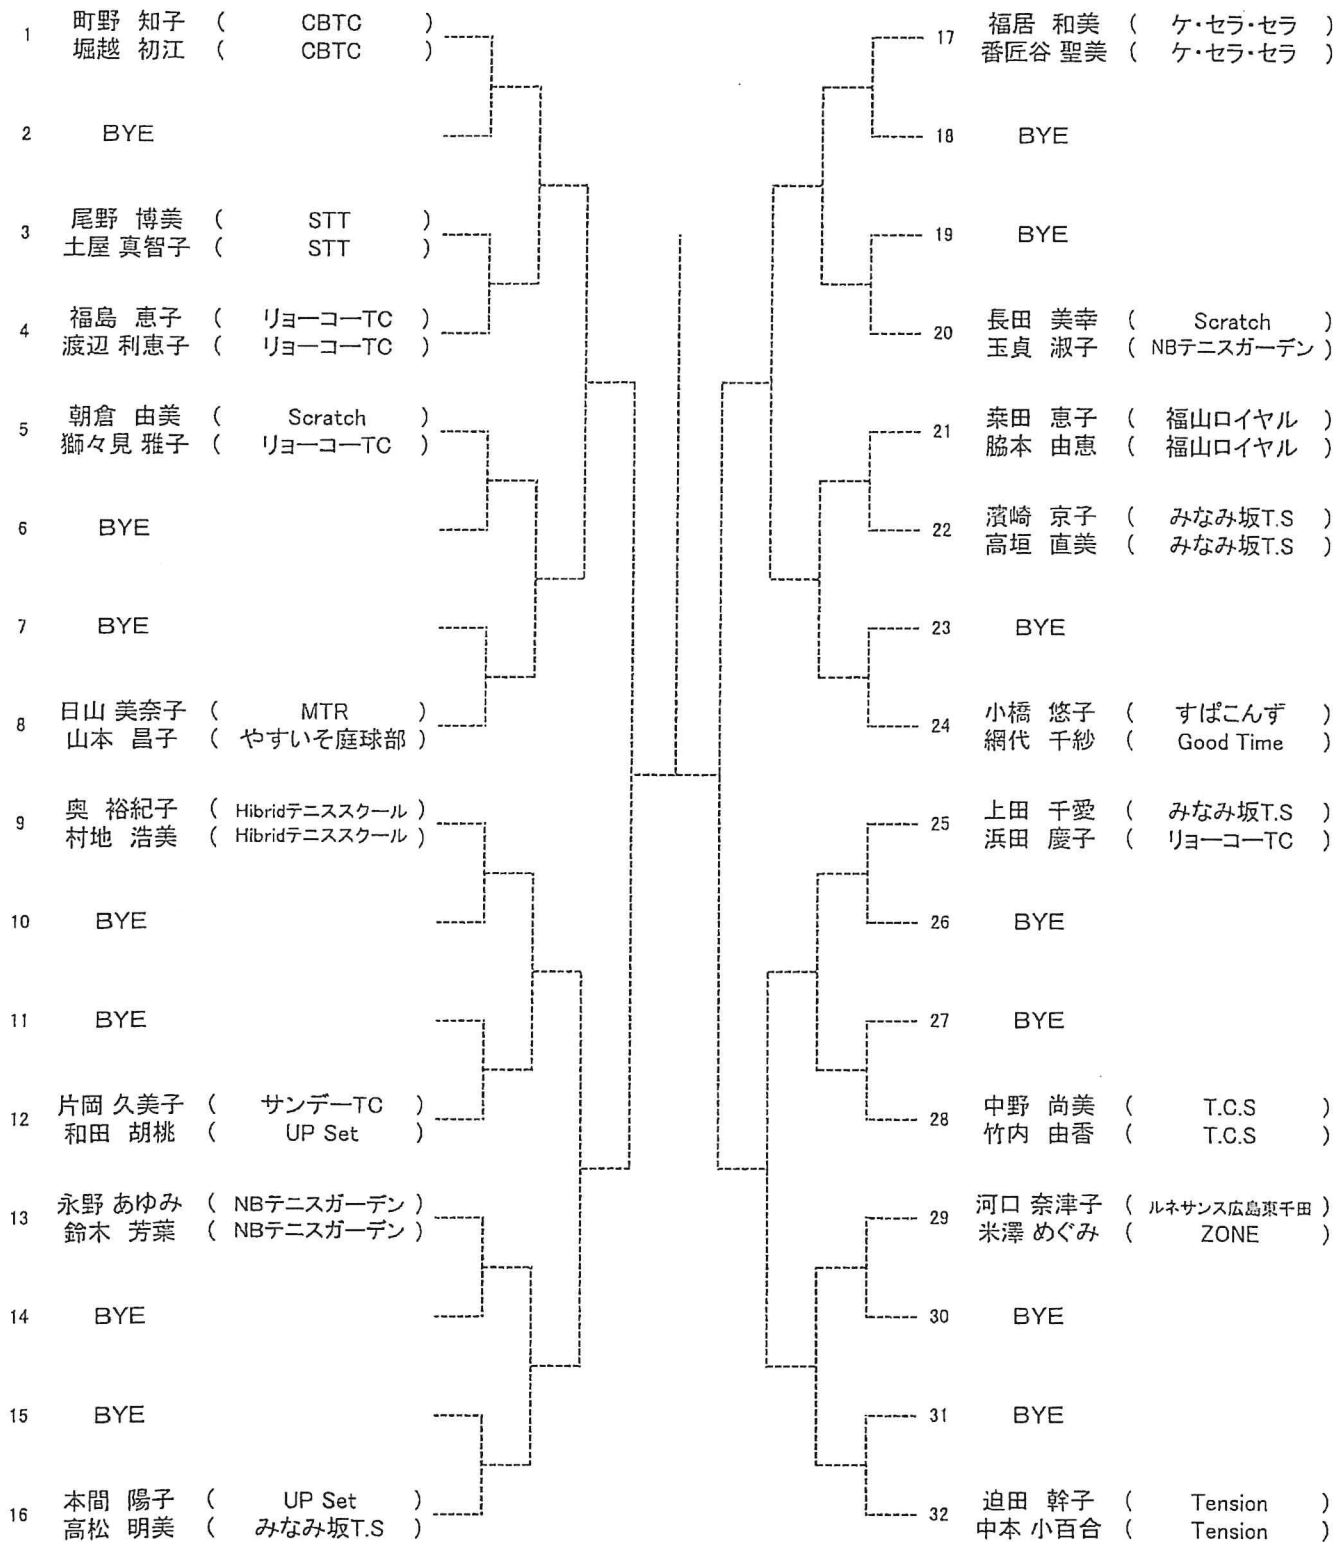 1 町野 知子 ( CBTC )
堀越 初江 ( CBTC )
2 BYE
3 尾野 博美 ( STT )
土屋 真智子 ( STT )
4 福島 恵子 ( リョーコーTC )
渡辺 利恵子 ( リョーコーTC )
5 朝倉 由美 ( Scratch )
獅々見 雅子 ( リョーコーTC )
6 BYE
7 BYE
8 日山 美奈子 ( MTR )
山本 昌子 ( やすいそ庭球部 )
9 奥 裕紀子 ( Hibridテニススクール )
村地 浩美 ( Hibridテニススクール )
10 BYE
11 BYE
12 片岡 久美子 ( サンデーTC )
和田 胡桃 ( UP Set )
13 永野 あゆみ ( NBテニスガーデン )
鈴木 芳葉 ( NBテニスガーデン )
14 BYE
15 BYE
16 本間 陽子 ( UP Set )
高松 明美 ( みなみ坂T.S )
17 福居 和美 ( ケ・セラ・セラ )
番匠谷 聖美 ( ケ・セラ・セラ )
18 BYE
19 BYE
20 長田 美幸 ( Scratch )
玉貞 淑子 ( NBテニスガーデン )
21 桒田 恵子 ( 福山ロイヤル )
脇本 由恵 ( 福山ロイヤル )
22 濱崎 京子 ( みなみ坂T.S )
高垣 直美 ( みなみ坂T.S )
23 BYE
24 小橋 悠子 ( すぱこんず )
網代 千紗 ( Good Time )
25 上田 千愛 ( みなみ坂T.S )
浜田 慶子 ( リョーコーTC )
26 BYE
27 BYE
28 中野 尚美 ( T.C.S )
竹内 由香 ( T.C.S )
29 河口 奈津子 ( ルネサンス広島東千田 )
米澤 めぐみ ( ZONE )
30 BYE
31 BYE
32 迫田 幹子 ( Tension )
中本 小百合 ( Tension )